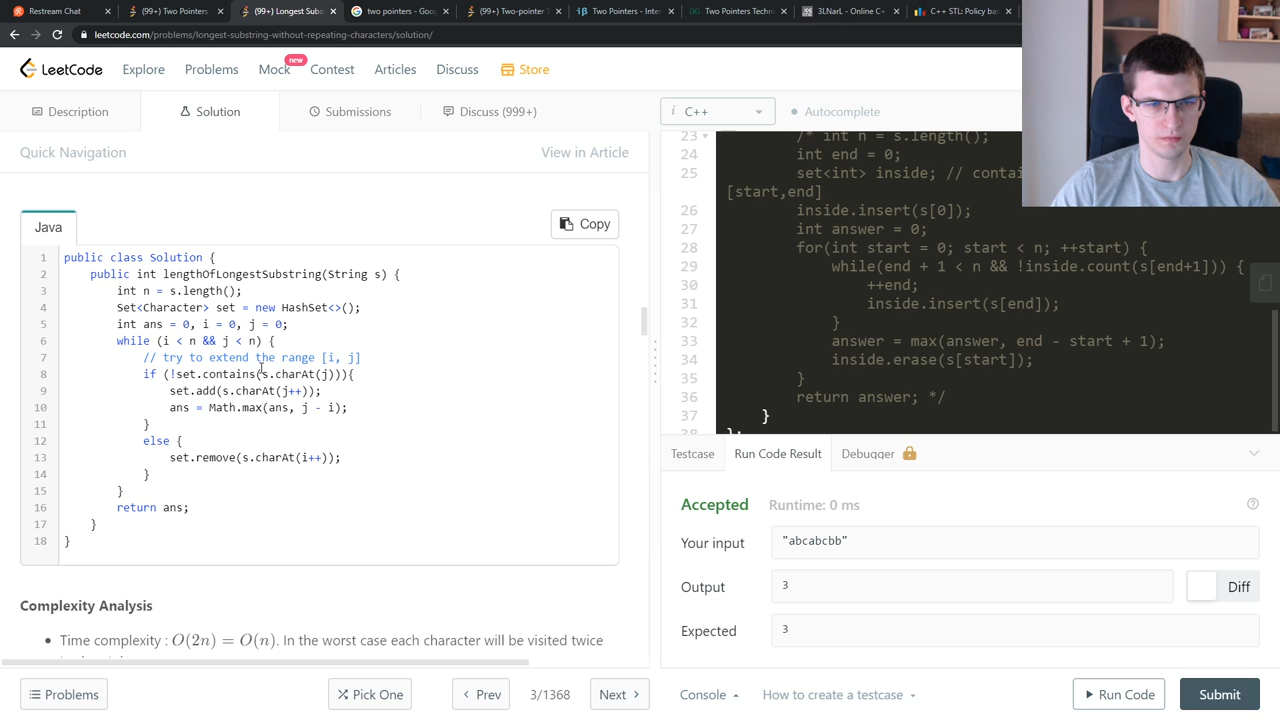 Restream Chat
(99+) Two Pointers
(99+) Longest Subst
two pointers - Goog
(99+) Two-pointer T
Two Pointers - Inter
Two Pointers Techn
3LNarL - Online C+
C++ STL: Policy bas
leetcode.com/problems/longest-substring-without-repeating-characters/solution/
LeetCode
Explore
Problems
Mock
new
Contest
Articles
Discuss
Store
Description
Solution
Submissions
Discuss (999+)
i C++
Autocomplete
Quick Navigation
View in Article
Java
Copy
1 public class Solution {
2 public int lengthOfLongestSubstring(String s) {
3 int n = s.length();
4 Set<Character> set = new HashSet<>();
5 int ans = 0, i = 0, j = 0;
6 while (i < n && j < n) {
7 // try to extend the range [i, j]
8 if (!set.contains(s.charAt(j))){
9 set.add(s.charAt(j++));
10 ans = Math.max(ans, j - i);
11 }
12 else {
13 set.remove(s.charAt(i++));
14 }
15 }
16 return ans;
17 }
18 }
Complexity Analysis
Time complexity : O(2n) = O(n). In the worst case each character will be visited twice
23 /* int n = s.length();
24 int end = 0;
25 set<int> inside; // contai
[start,end]
26 inside.insert(s[0]);
27 int answer = 0;
28 for(int start = 0; start < n; ++start) {
29 while(end + 1 < n && !inside.count(s[end+1])) {
30 ++end;
31 inside.insert(s[end]);
32 }
33 answer = max(answer, end - start + 1);
34 inside.erase(s[start]);
35 }
36 return answer; */
37 }
38 };
Testcase
Run Code Result
Debugger
Accepted
Runtime: 0 ms
Your input
"abcabcbb"
Output
3
Diff
Expected
3
Problems
Pick One
Prev
3/1368
Next
Console
How to create a testcase
Run Code
Submit